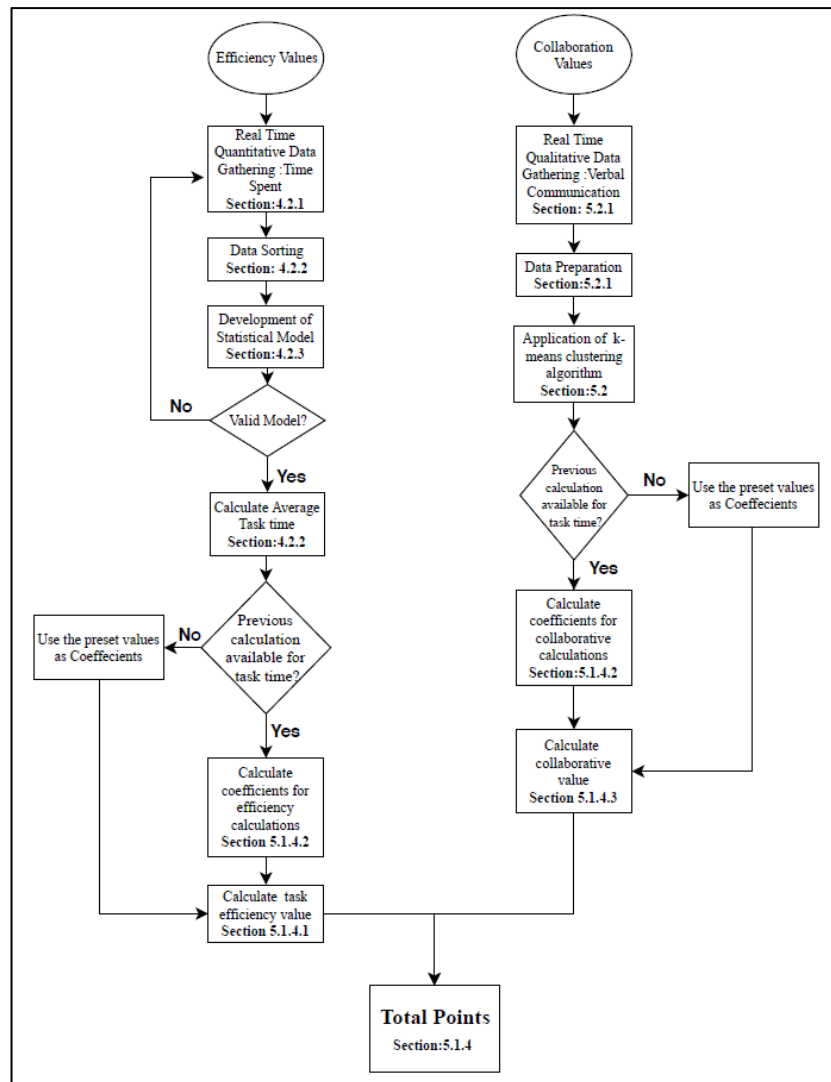 Efficiency Values
Real Time
Quantitative Data
Gathering :Time
Spent
Section:4.2.1
Data Sorting
Section: 4.2.2
Development of
Statistical Model
Section:4.2.3
No
Valid Model?
Yes
Calculate Average
Task time
Section:4.2.2
Previous
calculation
available for
task time?
No
Use the preset values
as Coeffecients
Yes
Calculate
coefficients for
efficiency
calculations
Section 5.1.4.2
Calculate task
efficiency value
Section 5.1.4.1
Collaboration
Values
Real Time
Qualitative Data
Gathering :Verbal
Communication
Section: 5.2.1
Data Preparation
Section:5.2.1
Application of k-
means clustering
algorithm
Section:5.2
Previous
calculation
available for
task time?
No
Use the preset values
as Coeffecients
Yes
Calculate
coefficients for
collaborative
calculations
Section:5.1.4.2
Calculate
collaborative
value
Section 5.1.4.3
Total Points
Section:5.1.4